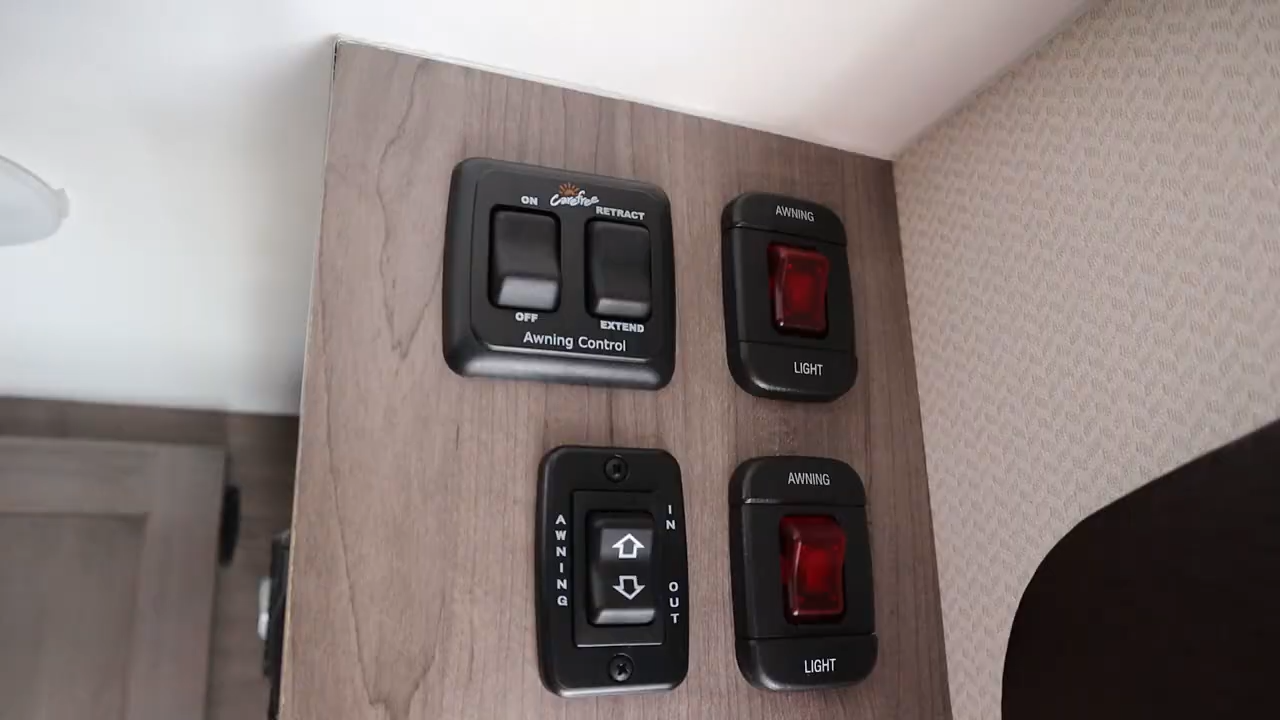 Carefree
ON
RETRACT
OFF
EXTEND
Awning Control
AWNING
LIGHT
AWNING
IN
OUT
AWNING
LIGHT